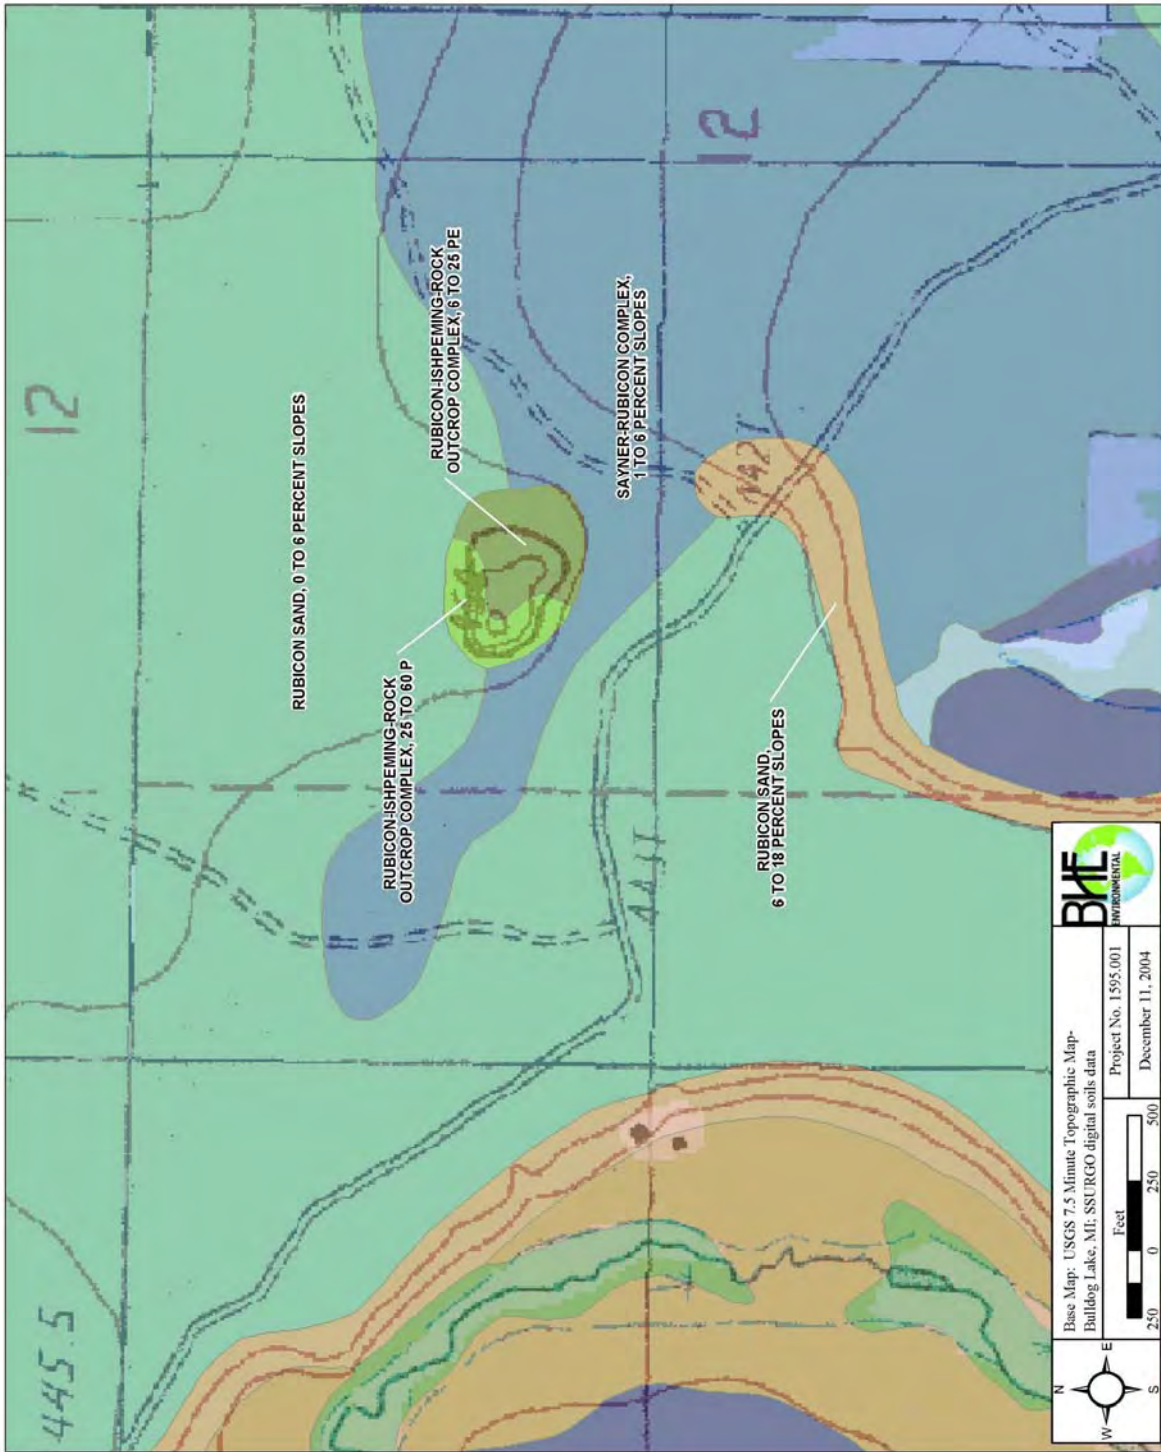 445.5
12
RUBICON SAND, 0 TO 6 PERCENT SLOPES
RUBICON-ISHPEMING-ROCK
OUTCROP COMPLEX, 25 TO 60 P
RUBICON-ISHPEMING-ROCK
OUTCROP COMPLEX, 6 TO 25 PE
SAYNER-RUBICON COMPLEX,
1 TO 6 PERCENT SLOPES
12
RUBICON SAND,
6 TO 18 PERCENT SLOPES
N
W
E
S
Base Map: USGS 7.5 Minute Topographic Map-
Bulldog Lake, MI; SSURGO digital soils data
Feet
250 0 250 500
Project No. 1595.001
December 11, 2004
BHE
ENVIRONMENTAL